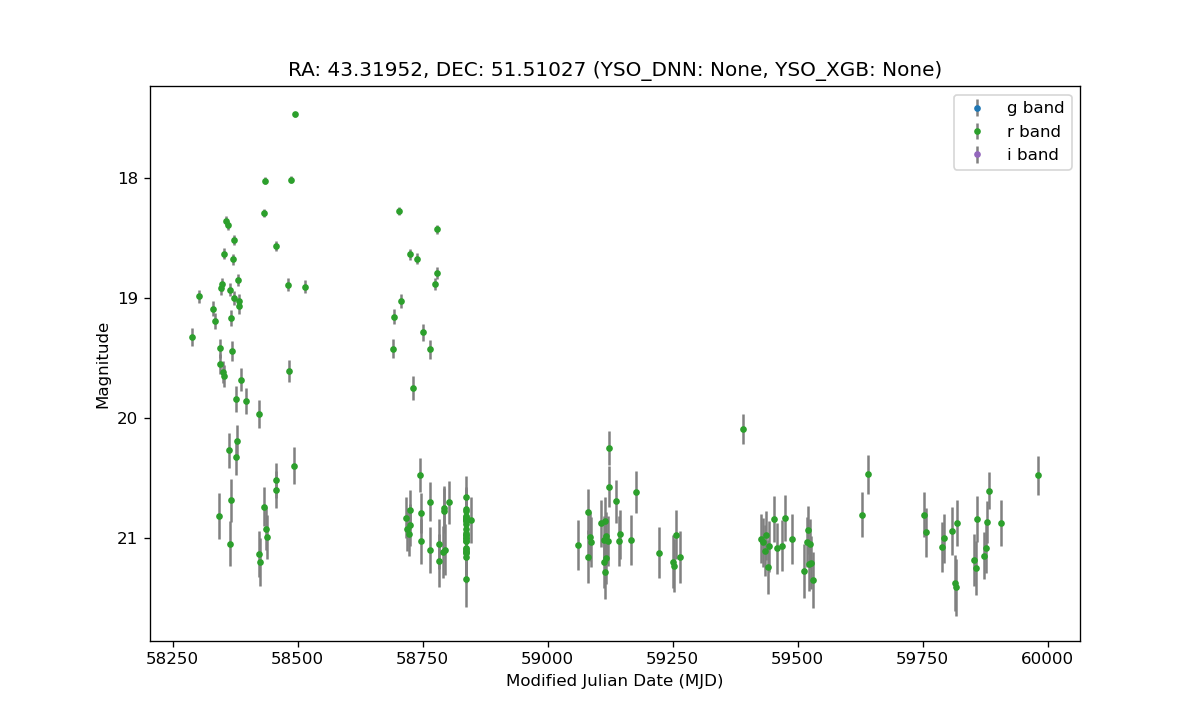 RA: 43.31952, DEC: 51.51027 (YSO_DNN: None, YSO_XGB: None)
g band
r band
i band
18
19
20
21
Magnitude
58250 58500 58750 59000 59250 59500 59750 60000
Modified Julian Date (MJD)